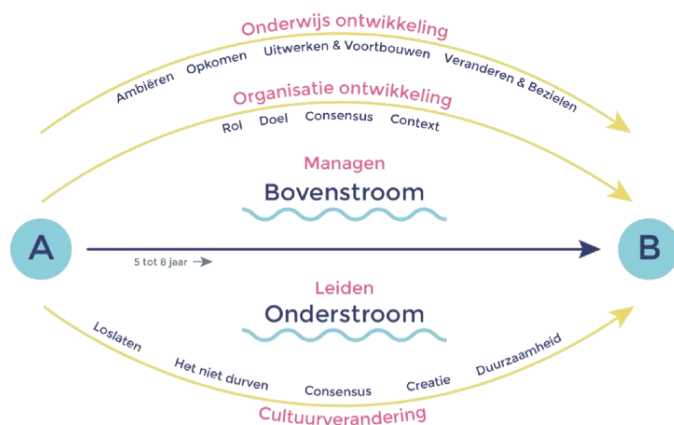 Onderwijs ontwikkeling
Ambiëren Opkomen Uitwerken & Voortbouwen Veranderen & Bezielen
Organisatie ontwikkeling
Rol Doel Consensus Context
Managen
Bovenstroom
A
B
5 tot 8 jaar →
Leiden
Onderstroom
Loslaten Het niet durven Consensus Creatie Duurzaamheid
Cultuurverandering